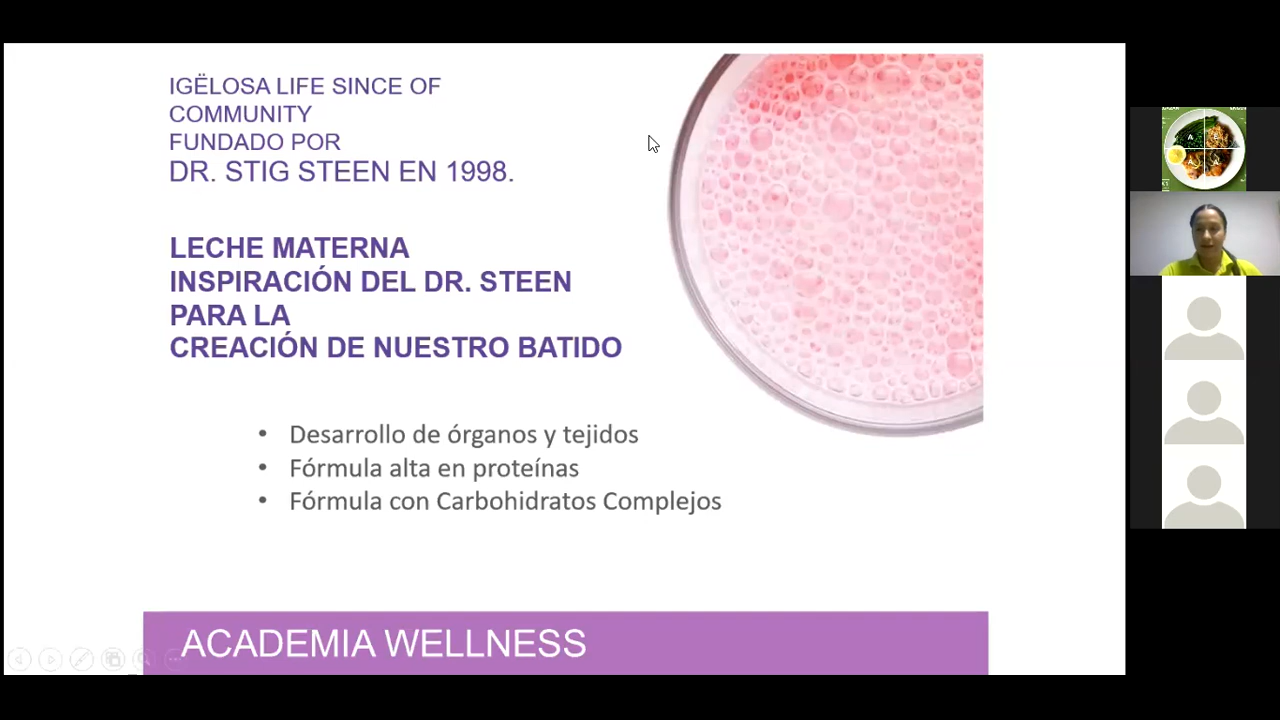 IGËLOSA LIFE SINCE OF
COMMUNITY
FUNDADO POR
DR. STIG STEEN EN 1998.
LECHE MATERNA
INSPIRACIÓN DEL DR. STEEN
PARA LA
CREACIÓN DE NUESTRO BATIDO
• Desarrollo de órganos y tejidos
• Fórmula alta en proteínas
• Fórmula con Carbohidratos Complejos
ACADEMIA WELLNESS